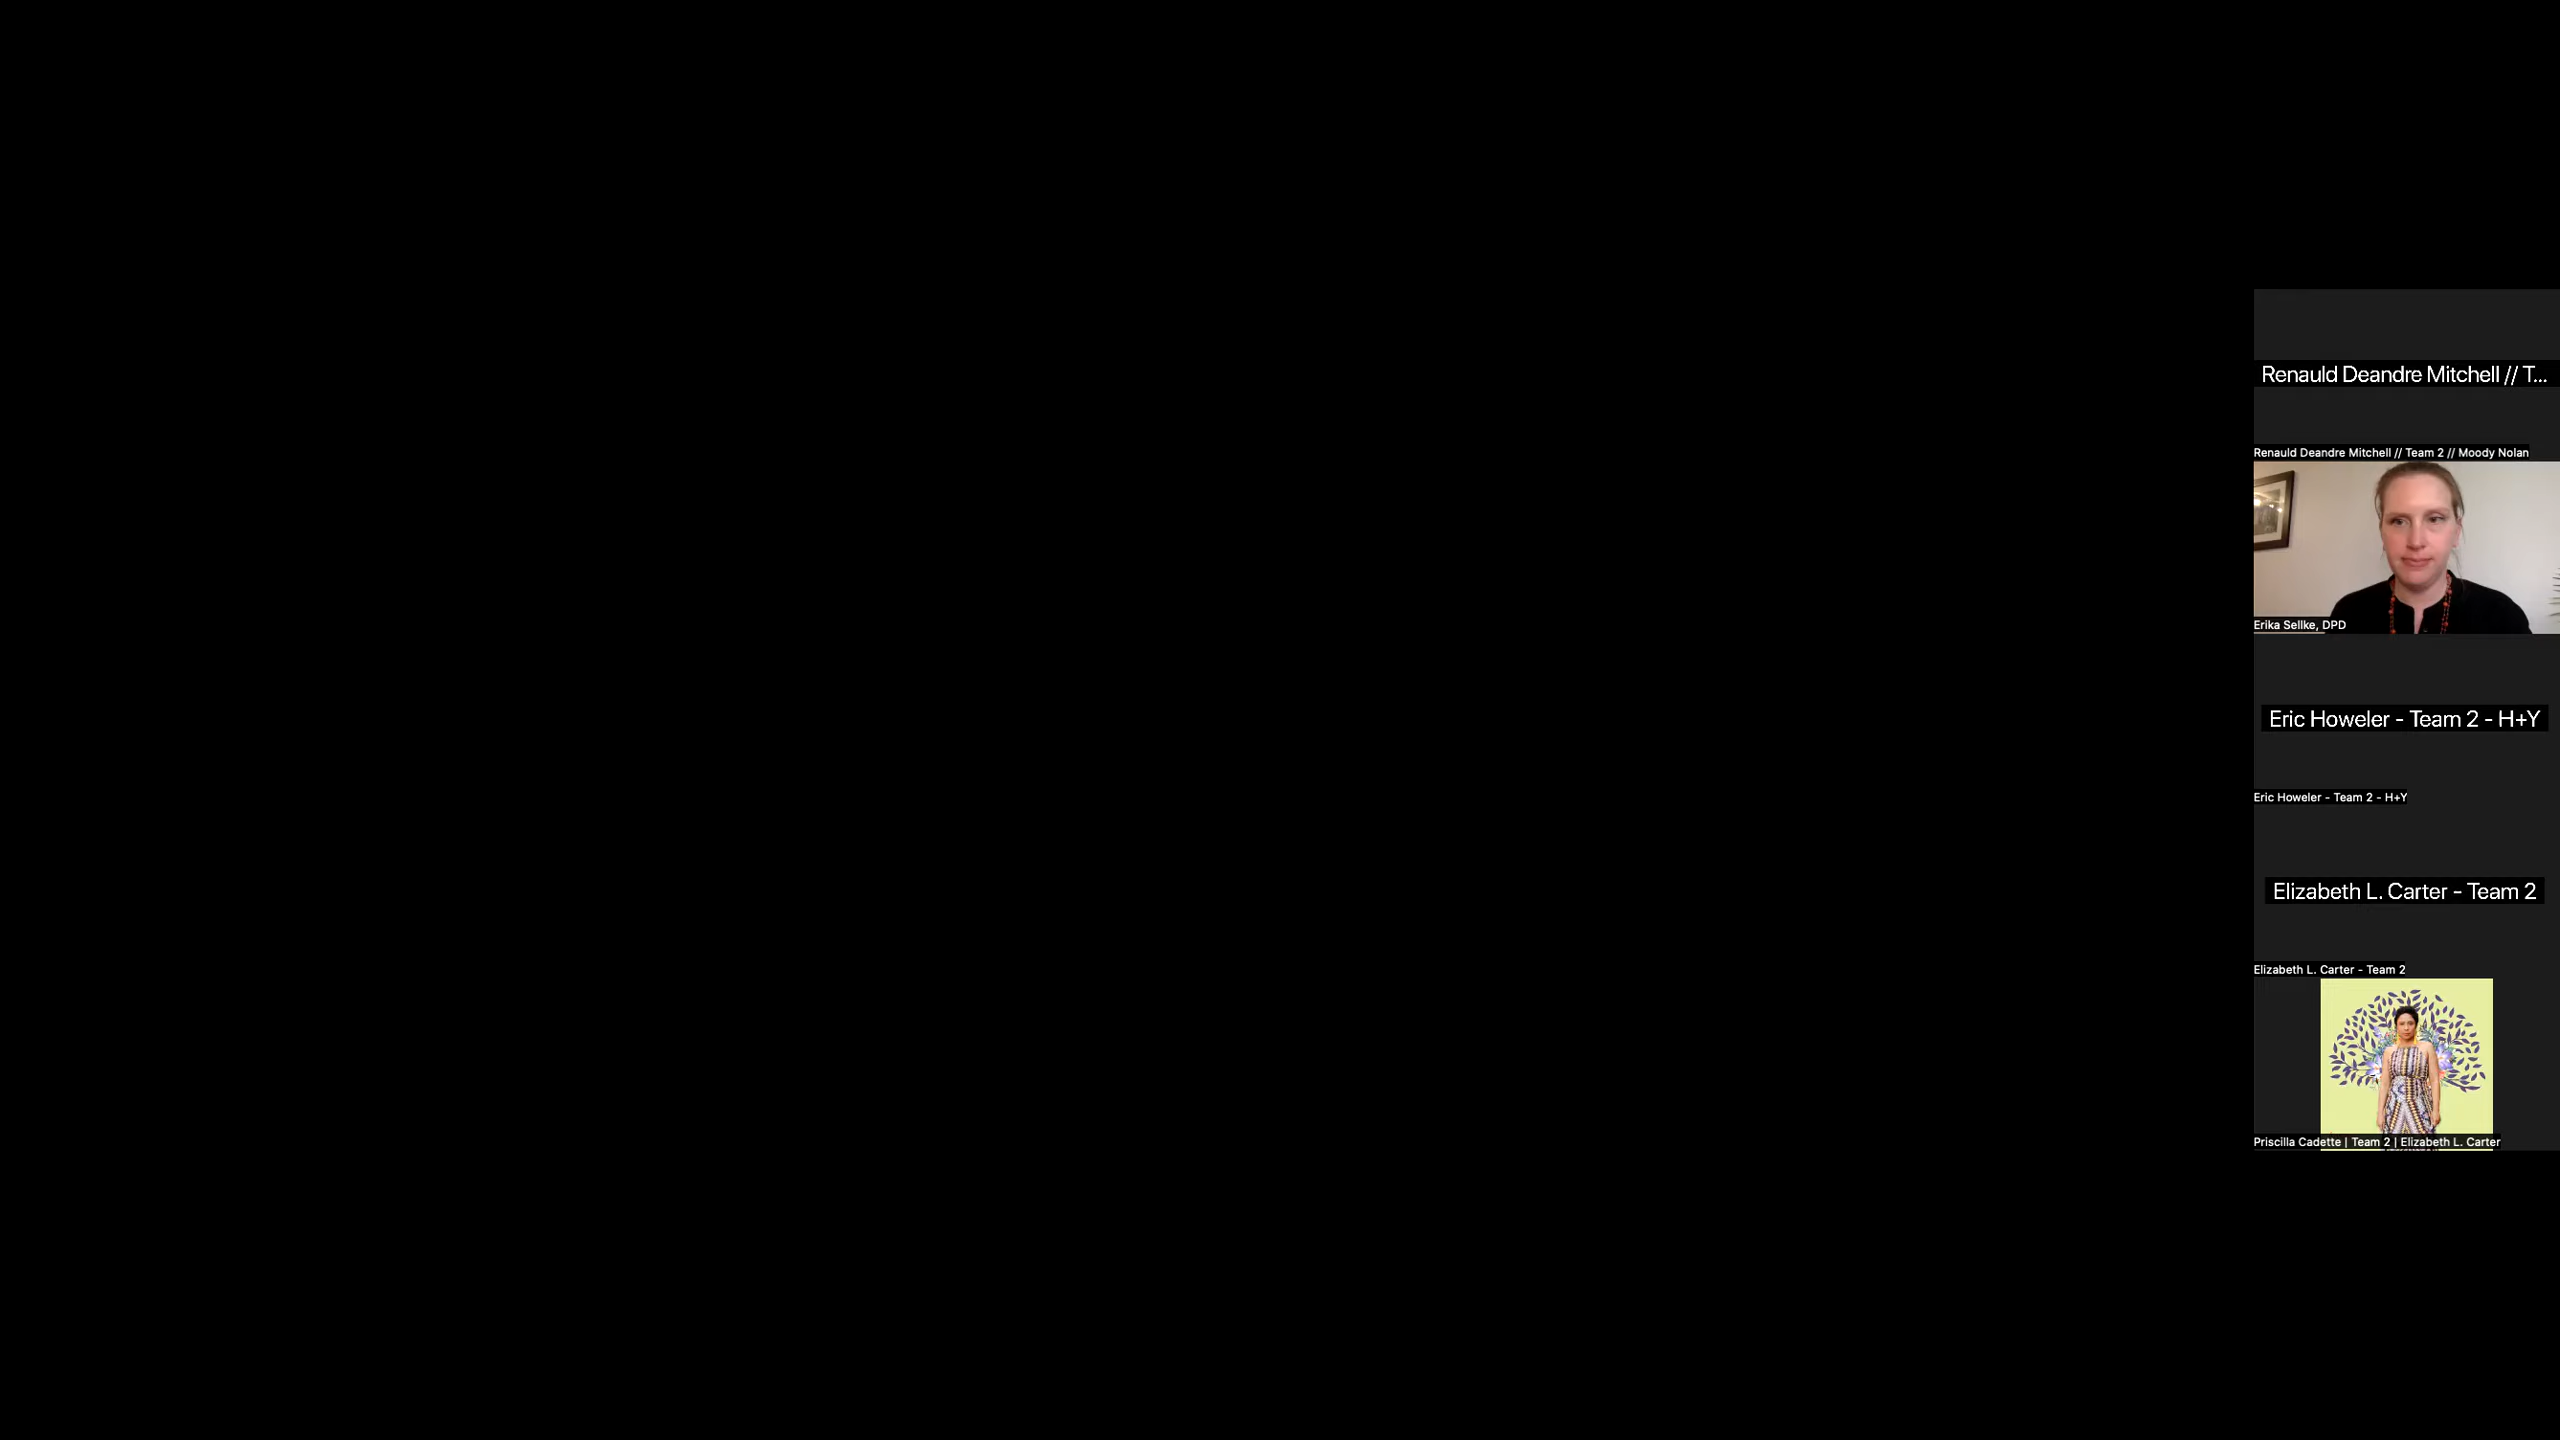 Renauld Deandre Mitchell // T...
Renauld Deandre Mitchell // Team 2 // Moody Nolan
Erika Sellke, DPD
Eric Howeler - Team 2 - H+Y
Eric Howeler - Team 2 - H+Y
Elizabeth L. Carter - Team 2
Elizabeth L. Carter - Team 2
Priscilla Cadette | Team 2 | Elizabeth L. Carter